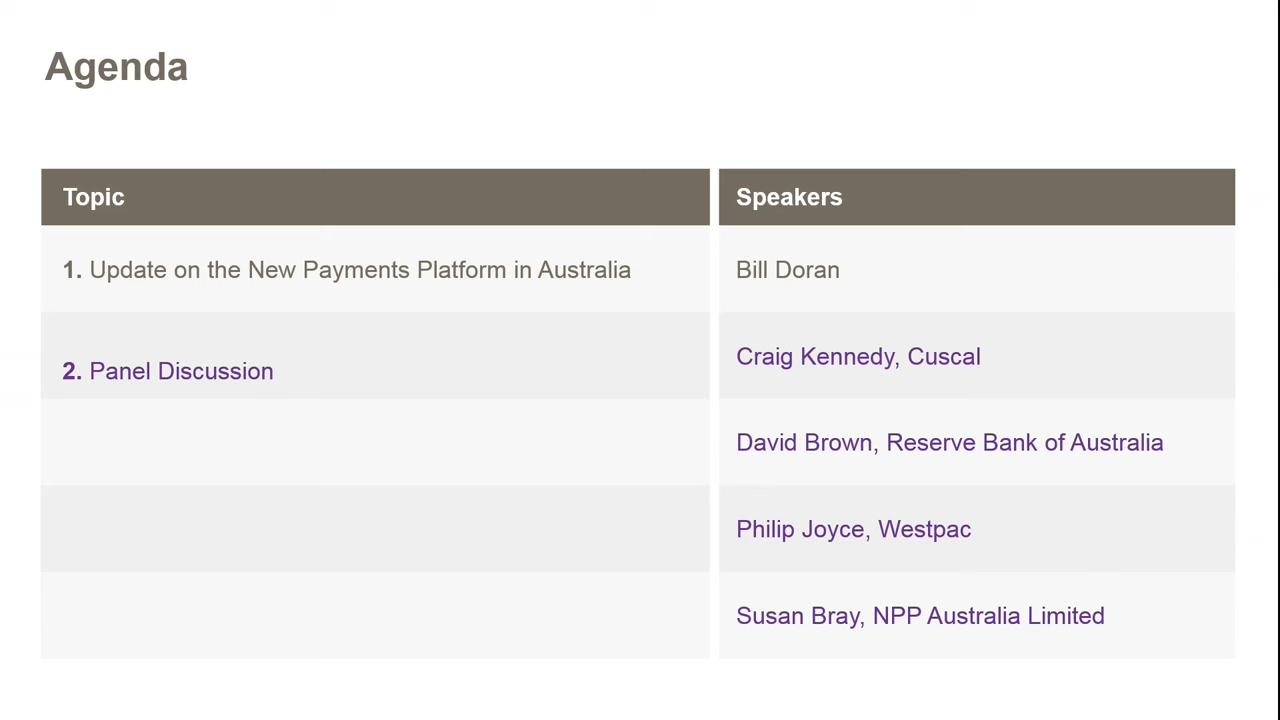 Agenda
Topic
Speakers
1. Update on the New Payments Platform in Australia
Bill Doran
2. Panel Discussion
Craig Kennedy, Cuscal
David Brown, Reserve Bank of Australia
Philip Joyce, Westpac
Susan Bray, NPP Australia Limited